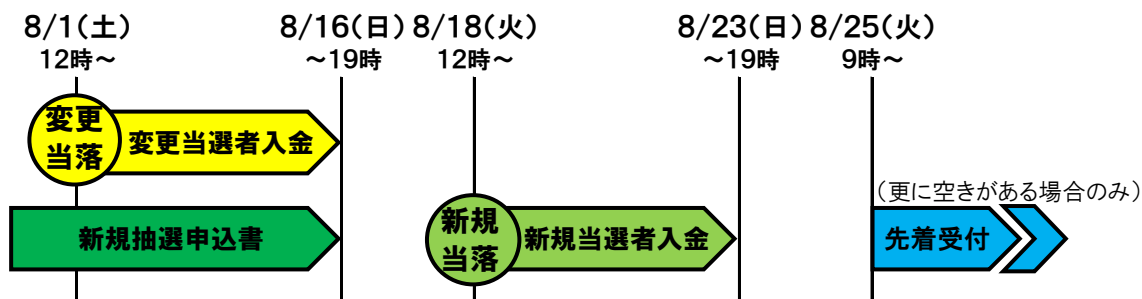 8/1(土)
12時～
8/16(日)
～19時
8/18(火)
12時～
8/23(日)
～19時
8/25(火)
9時～
変更
当落
変更当選者入金
新規抽選申込書
新規
当落
新規当選者入金
（更に空きがある場合のみ）
先着受付